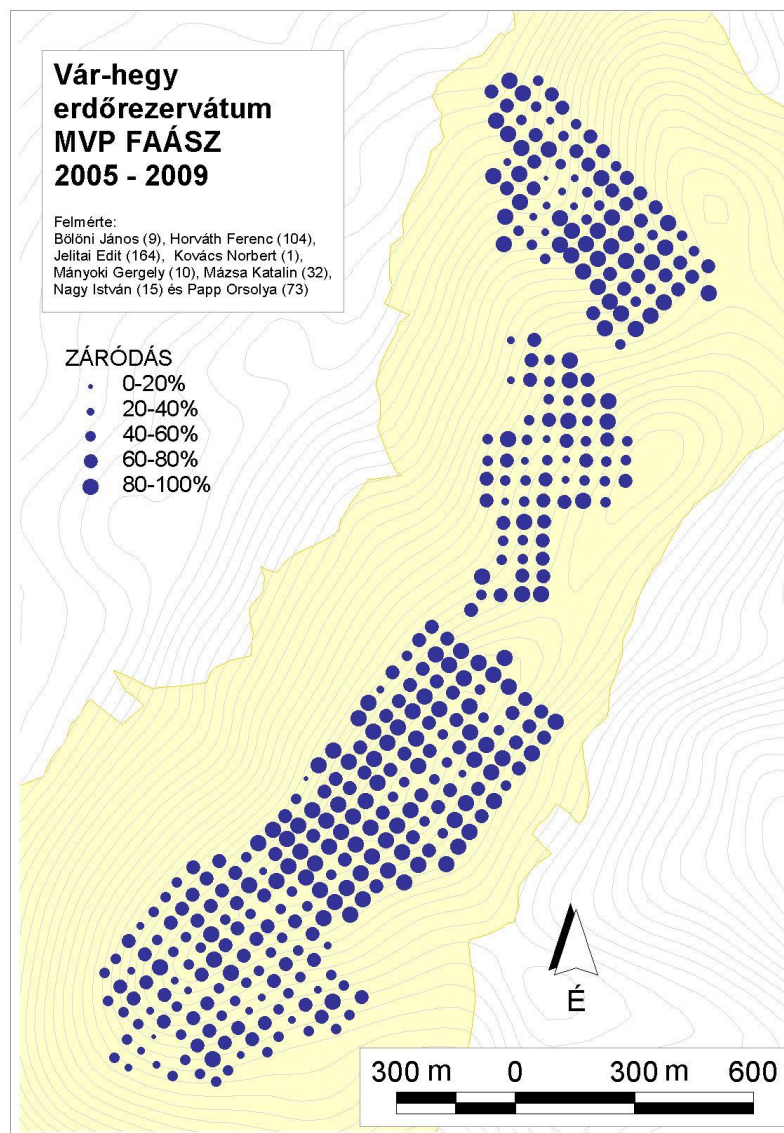 Vár-hegy
erdőrezervátum
MVP FAÁSZ
2005 - 2009
Felmérte:
Bölöni János (9), Horváth Ferenc (104),
Jelitai Edit (164), Kovács Norbert (1),
Mányoki Gergely (10), Mázsa Katalin (32),
Nagy István (15) és Papp Orsolya (73)
ZÁRÓDÁS
0-20%
20-40%
40-60%
60-80%
80-100%
É
300 m 0 300 m 600